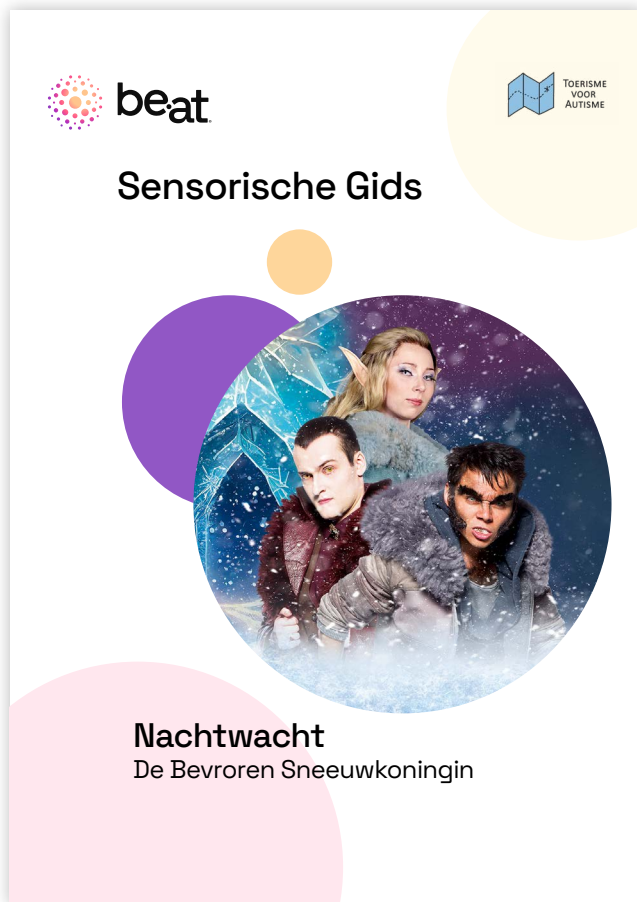 be•at
TOERISME
VOOR
AUTISME
Sensorische Gids
Nachtwacht
De Bevroren Sneeuwkoningin